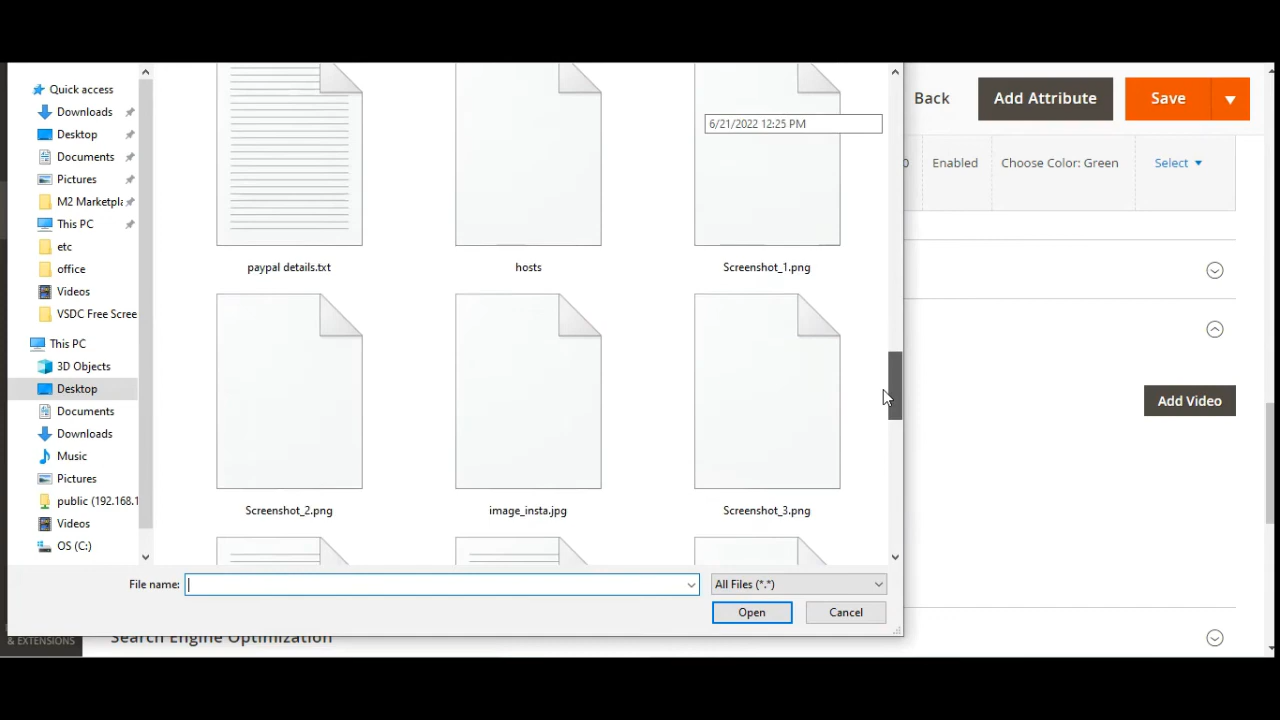 Quick access
Downloads
Desktop
Documents
Pictures
M2 Marketpla
This PC
etc
office
Videos
VSDC Free Scree
This PC
3D Objects
Desktop
Documents
Downloads
Music
Pictures
public (192.168.1
Videos
OS (C:)
6/21/2022 12:25 PM
paypal details.txt
hosts
Screenshot_1.png
Screenshot_2.png
image_insta.jpg
Screenshot_3.png
File name:
All Files (*.*)
Open
Cancel
Back
Add Attribute
Save
0
Enabled
Choose Color: Green
Select
Add Video
& EXTENSIONS
Search Engine Optimization